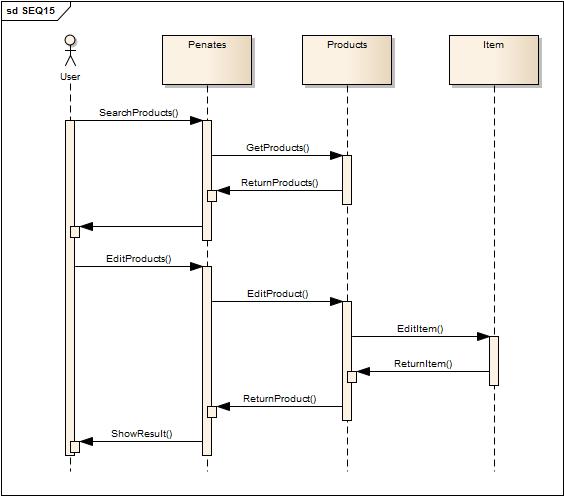 sd SEQ15
User
Penates
Products
Item
SearchProducts()
GetProducts()
ReturnProducts()
EditProducts()
EditProduct()
EditItem()
ReturnItem()
ReturnProduct()
ShowResult()